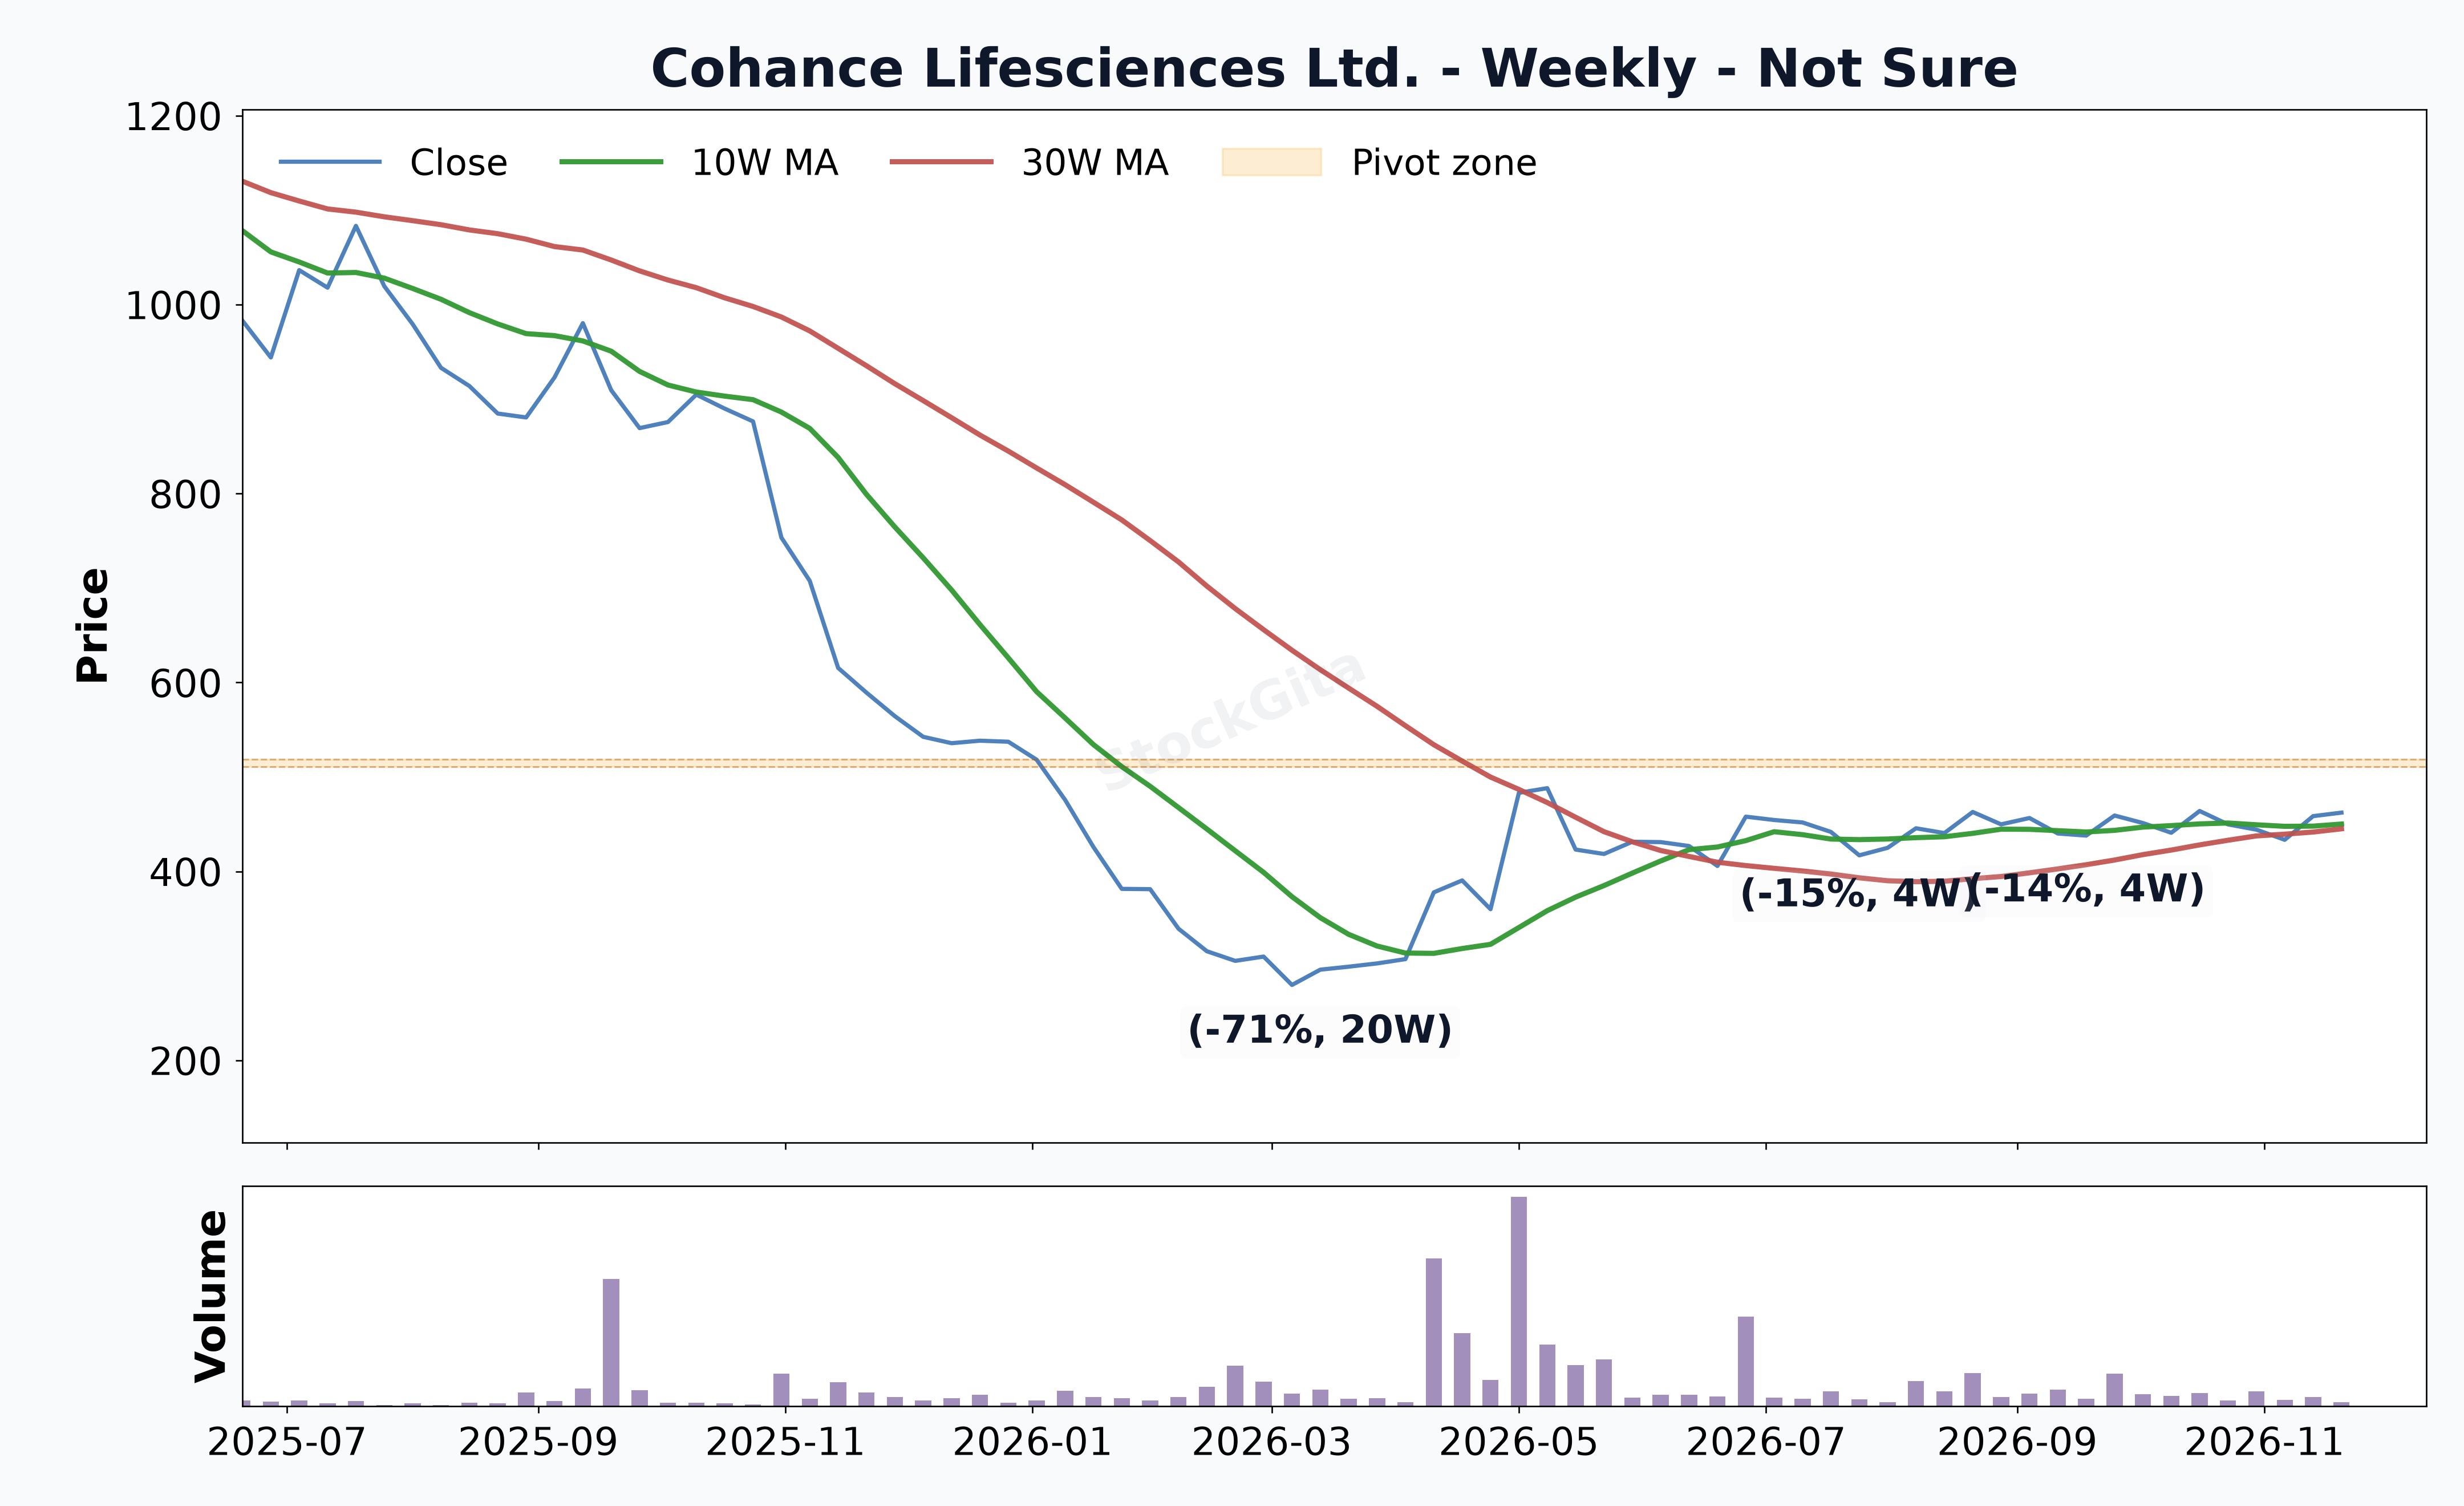 Cohance Lifesciences Ltd. - Weekly - Not Sure
Close 10W MA 30W MA Pivot zone
1200
1000
800
600
400
200
Price
StockGita
(-15%, 4W)
(-14%, 4W)
(-71%, 20W)
Volume
2025-07 2025-09 2025-11 2026-01 2026-03 2026-05 2026-07 2026-09 2026-11